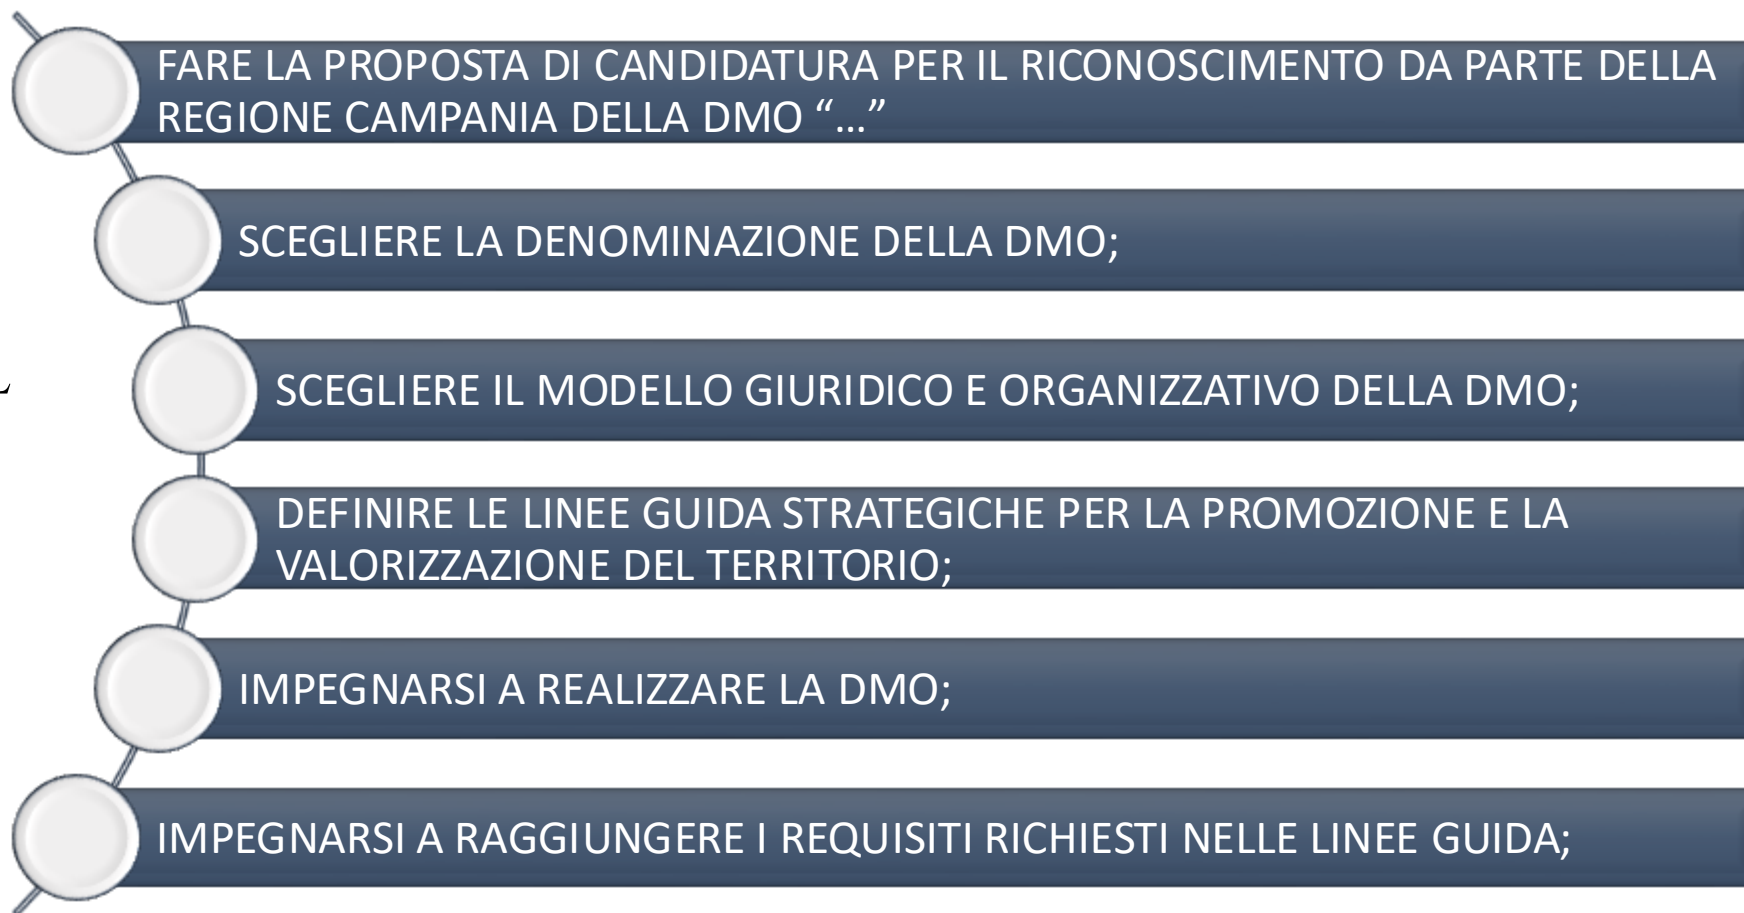 FARE LA PROPOSTA DI CANDIDATURA PER IL RICONOSCIMENTO DA PARTE DELLA
REGIONE CAMPANIA DELLA DMO “…”
SCEGLIERE LA DENOMINAZIONE DELLA DMO;
SCEGLIERE IL MODELLO GIURIDICO E ORGANIZZATIVO DELLA DMO;
DEFINIRE LE LINEE GUIDA STRATEGICHE PER LA PROMOZIONE E LA
VALORIZZAZIONE DEL TERRITORIO;
IMPEGNARSI A REALIZZARE LA DMO;
IMPEGNARSI A RAGGIUNGERE I REQUISITI RICHIESTI NELLE LINEE GUIDA;